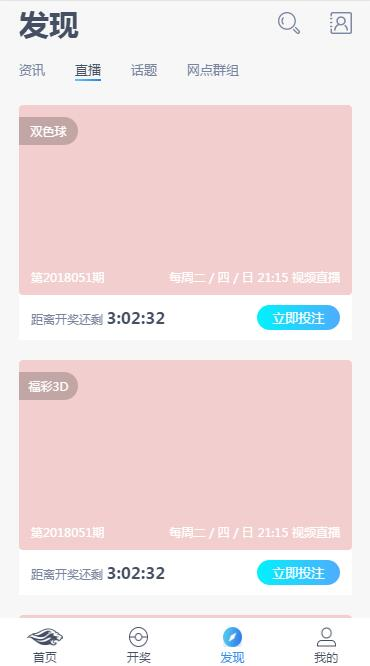 发现
资讯 直播 话题 网点群组
双色球
第2018051期 每周二 / 四 / 日 21:15 视频直播
距离开奖还剩 3:02:32 立即投注
福彩3D
第2018051期 每周二 / 四 / 日 21:15 视频直播
距离开奖还剩 3:02:32 立即投注
首页 开奖 发现 我的